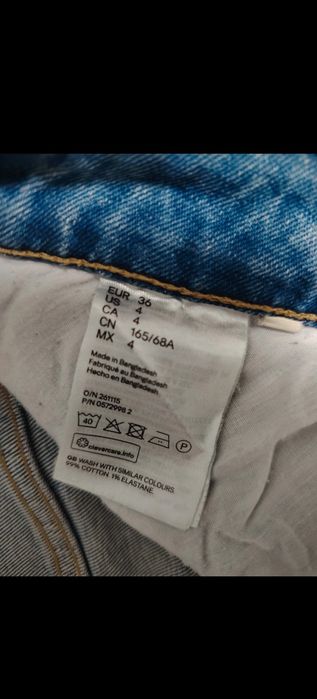 EUR 36
US 4
CA 4
CN 165/68A
MX 4
Made in Bangladesh
Fabriqué au Bangladesh
Hecho en Bangladesh
O/N 261115
P/N 0572998 2
40 P
clevercare.info
GB WASH WITH SIMILAR COLOURS
99% COTTON. 1% ELASTANE.